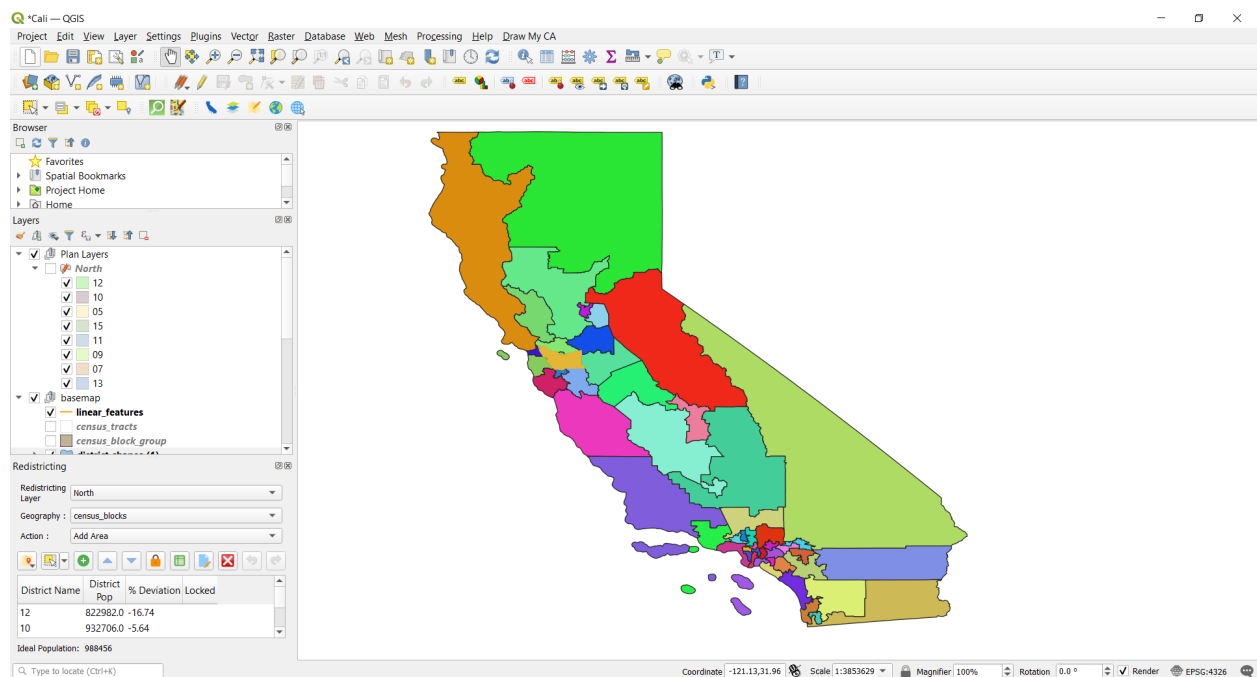 *Cali — QGIS
Project Edit View Layer Settings Plugins Vector Raster Database Web Mesh Processing Help Draw My CA
Browser
Favorites
Spatial Bookmarks
Project Home
Home
Layers
Plan Layers
North
12
10
05
15
11
09
07
13
basemap
linear_features
census_tracts
census_block_group
Redistricting
Redistricting Layer North
Geography : census_blocks
Action : Add Area
District Name District Pop % Deviation Locked
12 822982.0 -16.74
10 932706.0 -5.64
Ideal Population: 988456
Type to locate (Ctrl+K) Coordinate -121.13,31.96 Scale 1:3853629 Magnifier 100% Rotation 0.0 ° Render EPSG:4326